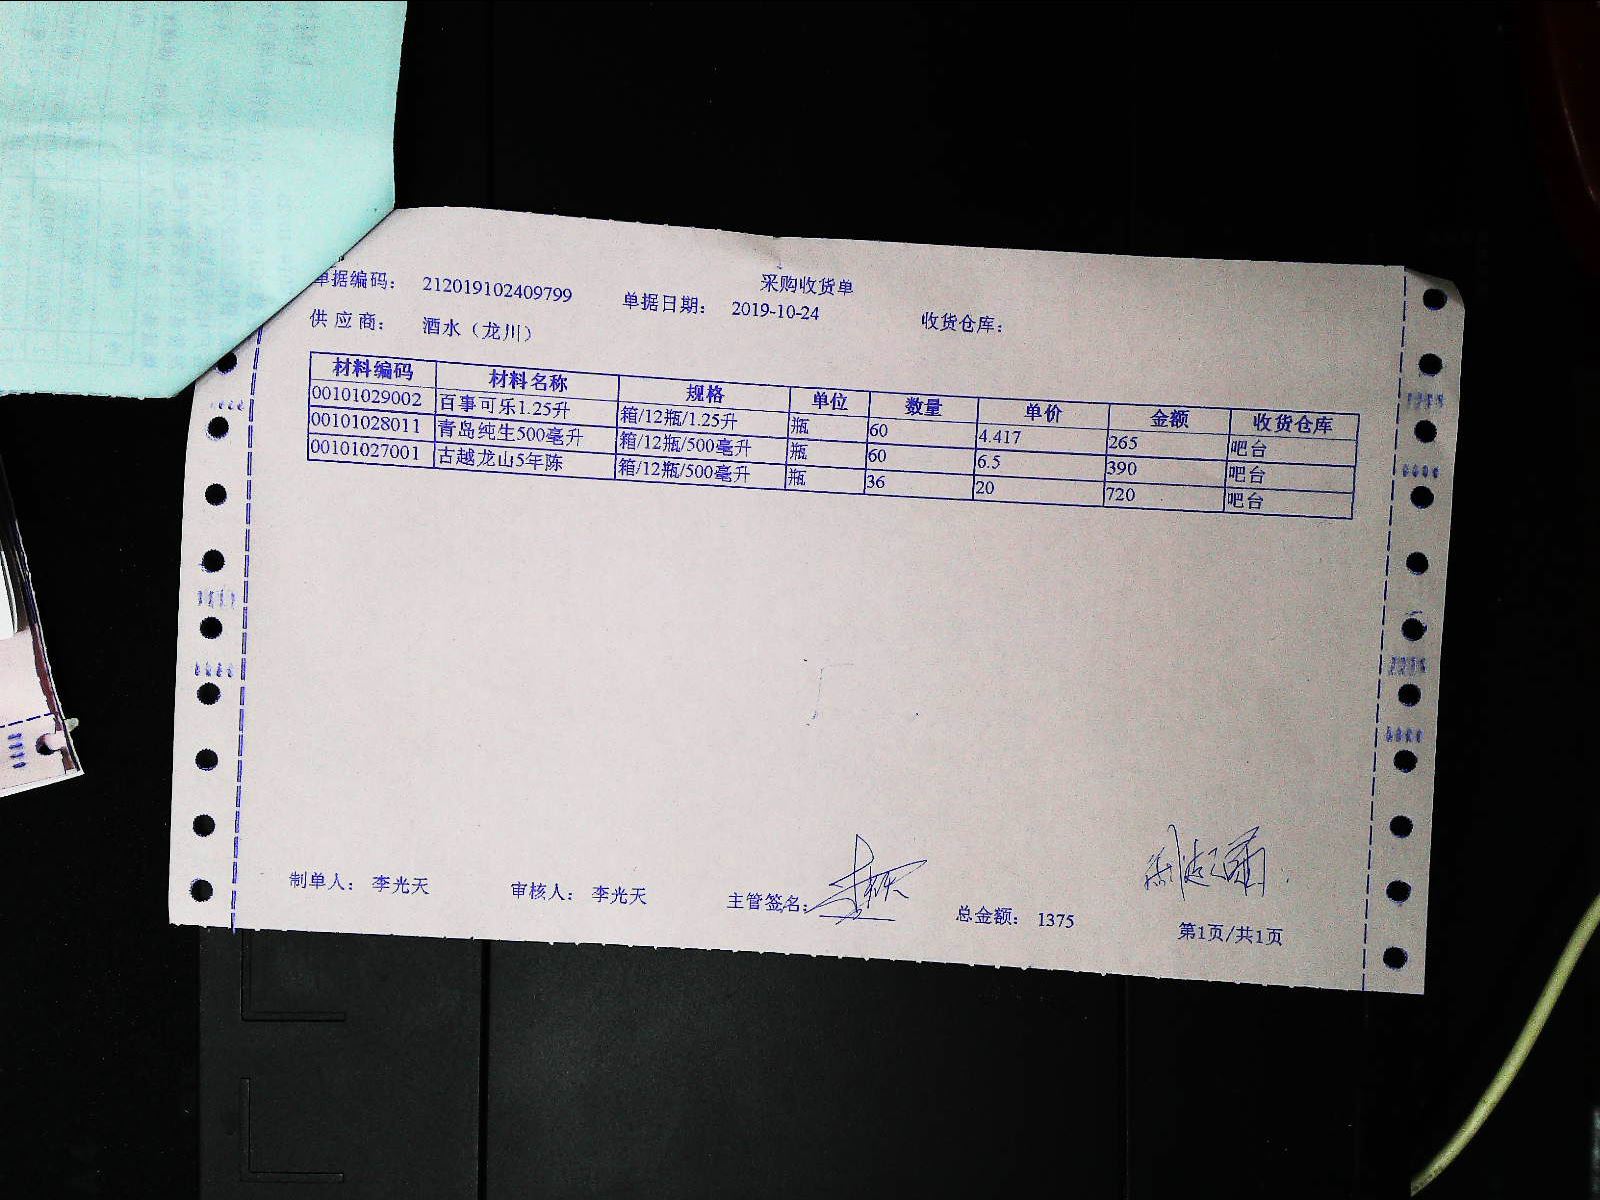 采购收货单
单据编码: 212019102409799 单据日期: 2019-10-24 收货仓库:
供应商: 酒水（龙川）
材料编码 材料名称 规格 单位 数量 单价 金额 收货仓库
00101029002 百事可乐1.25升 箱/12瓶/1.25升 瓶 60 4.417 265 吧台
00101028011 青岛纯生500毫升 箱/12瓶/500毫升 瓶 60 6.5 390 吧台
00101027001 古越龙山5年陈 箱/12瓶/500毫升 瓶 36 20 720 吧台
制单人: 李光天 审核人: 李光天 主管签名: 总金额: 1375
第1页/共1页